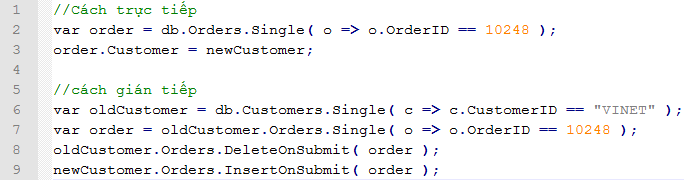 1 //Cách trực tiếp
2 var order = db.Orders.Single( o => o.OrderID == 10248 );
3 order.Customer = newCustomer;
4
5 //cách gián tiếp
6 var oldCustomer = db.Customers.Single( c => c.CustomerID == "VINET" );
7 var order = oldCustomer.Orders.Single( o => o.OrderID == 10248 );
8 oldCustomer.Orders.DeleteOnSubmit( order );
9 newCustomer.Orders.InsertOnSubmit( order );